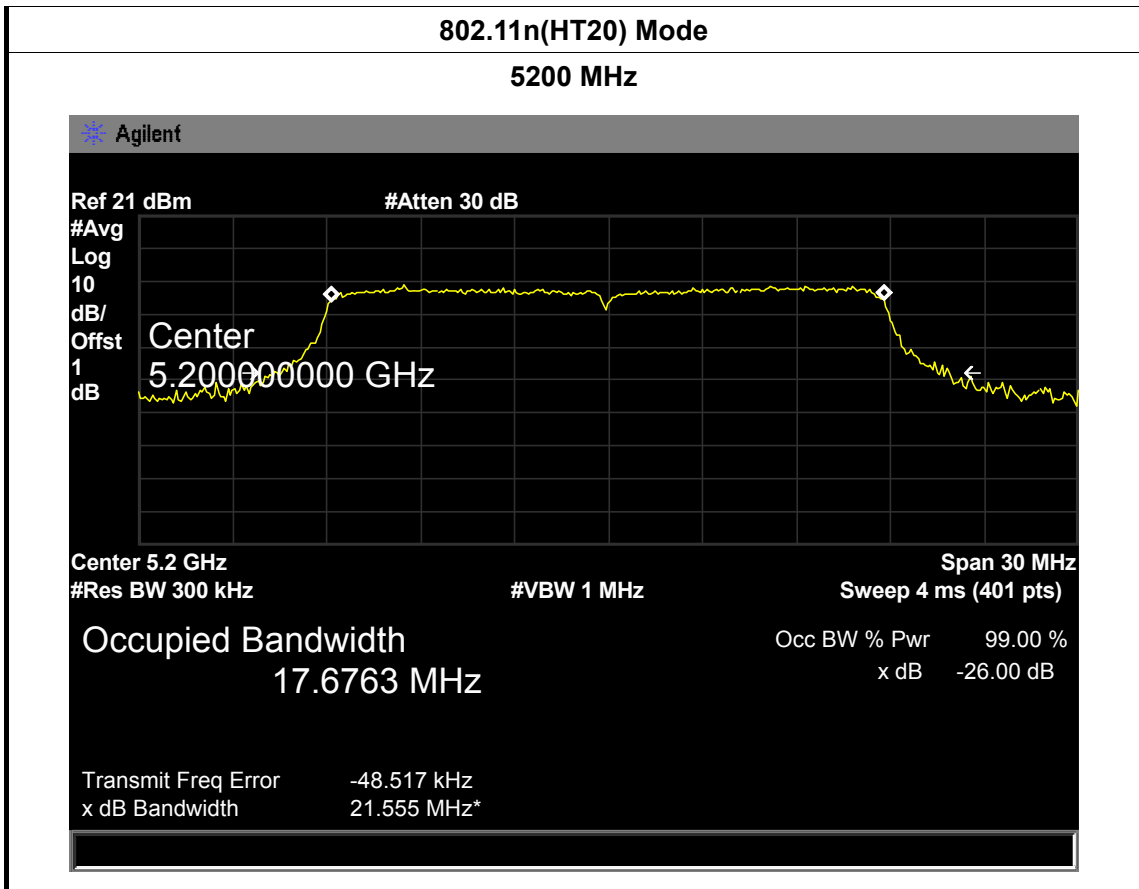 802.11n(HT20) Mode
5200 MHz
Agilent
Ref 21 dBm #Atten 30 dB
#Avg
Log
10
dB/
Offst
1
dB
Center
5.200000000 GHz
Center 5.2 GHz Span 30 MHz
#Res BW 300 kHz #VBW 1 MHz Sweep 4 ms (401 pts)
Occupied Bandwidth Occ BW % Pwr 99.00 %
17.6763 MHz x dB -26.00 dB
Transmit Freq Error -48.517 kHz
x dB Bandwidth 21.555 MHz*